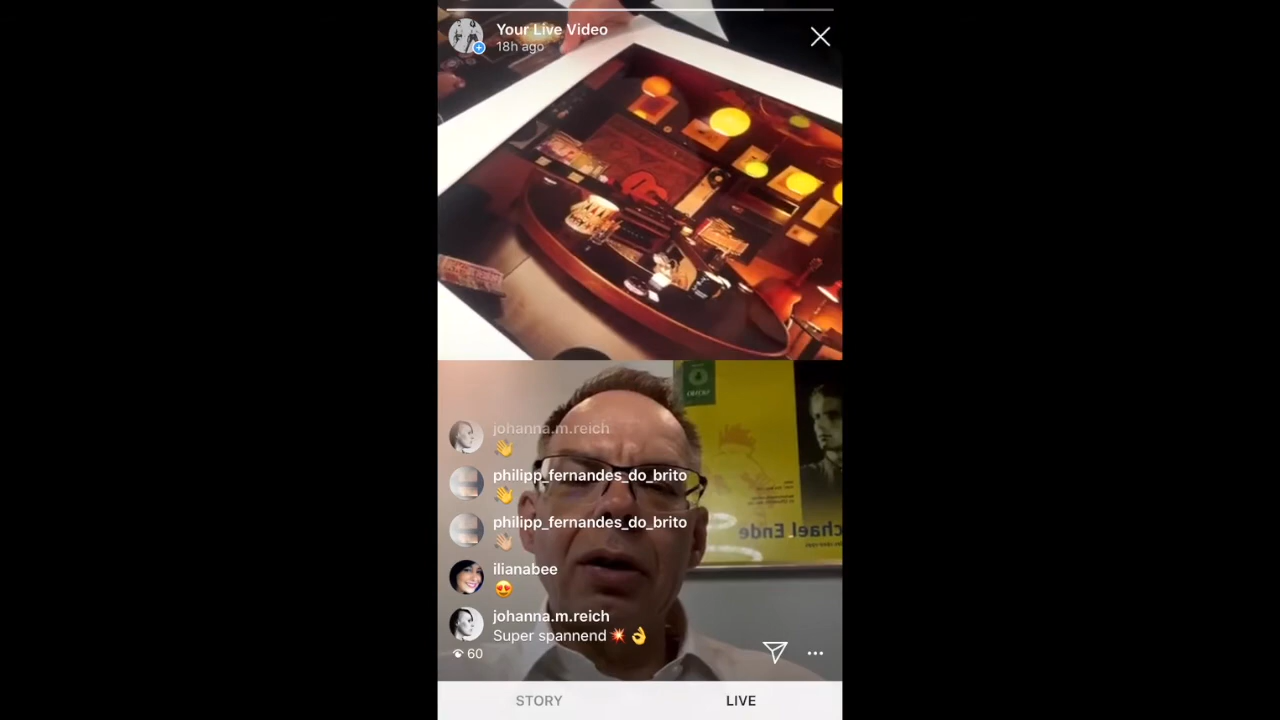 Your Live Video
18h ago
johanna.m.reich
👋
philipp_fernandes_do_brito
👋
philipp_fernandes_do_brito
👋🏼
ilianabee
😍
johanna.m.reich
Super spannend💥👌
60
chael Ende
STORY
LIVE